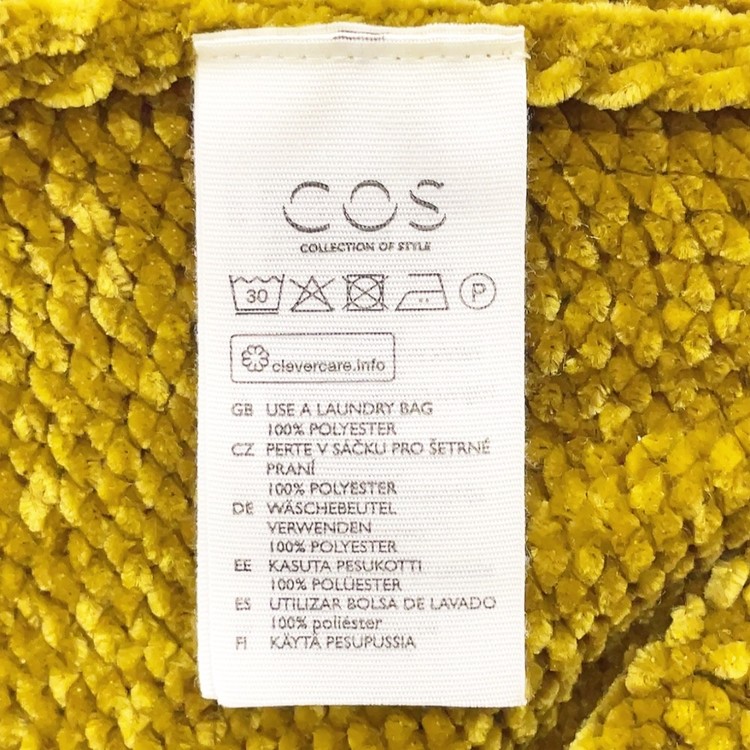 COS
COLLECTION OF STYLE
30 P
clevercare.info
GB USE A LAUNDRY BAG
100% POLYESTER
CZ PERTE V SÁČKU PRO ŠETRNÉ
PRANÍ
100% POLYESTER
DE WÄSCHEBEUTEL
VERWENDEN
100% POLYESTER
EE KASUTA PESUKOTTI
100% POLÜESTER
ES UTILIZAR BOLSA DE LAVADO
100% poliéster
FI KÄYTÄ PESUPUSSIA